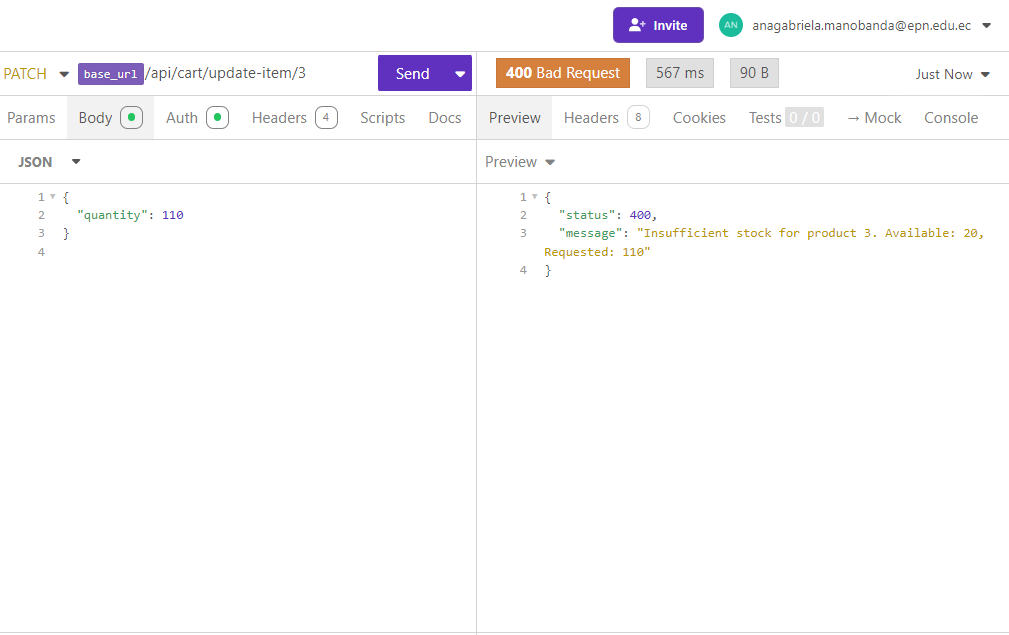 Invite
AN anagabriela.manobanda@epn.edu.ec
PATCH base_url/api/cart/update-item/3 Send
400 Bad Request 567 ms 90 B Just Now
Params Body Auth Headers 4 Scripts Docs
Preview Headers 8 Cookies Tests 0 / 0 → Mock Console
JSON
Preview
1 {
2 "quantity": 110
3 }
4
1 {
2 "status": 400,
3 "message": "Insufficient stock for product 3. Available: 20,
Requested: 110"
4 }